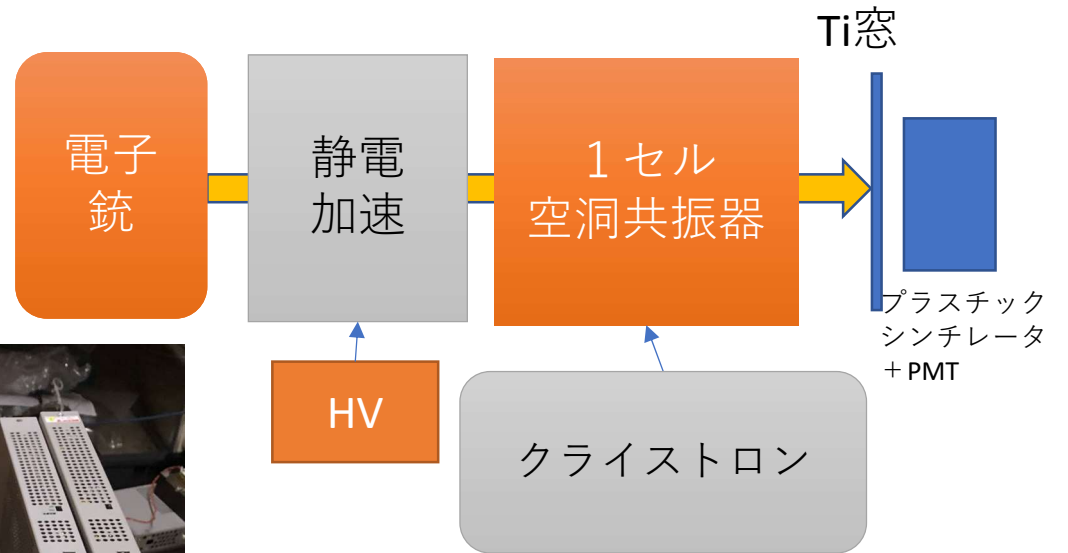 Ti窓
電子
銃
静電
加速
１セル
空洞共振器
プラスチック
シンチレータ
＋PMT
HV
クライストロン